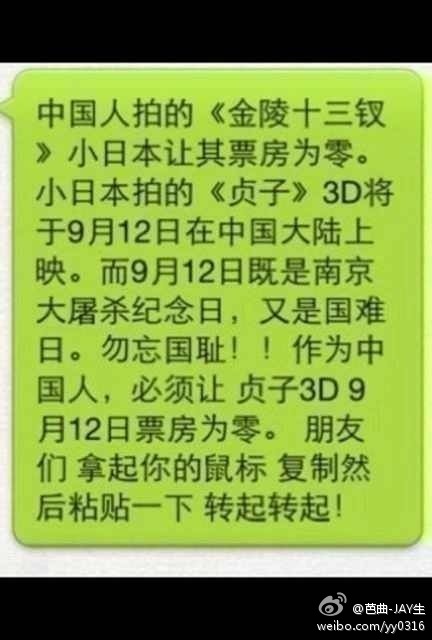 中国人拍的《金陵十三钗
》小日本让其票房为零。
小日本拍的《贞子》3D将
于9月12日在中国大陆上
映。而9月12日既是南京
大屠杀纪念日，又是国难
日。勿忘国耻！！作为中
国人，必须让 贞子3D 9
月12日票房为零。 朋友
们 拿起你的鼠标 复制然
后粘贴一下 转起转起！
@芭曲-JAY生
weibo.com/yy0316